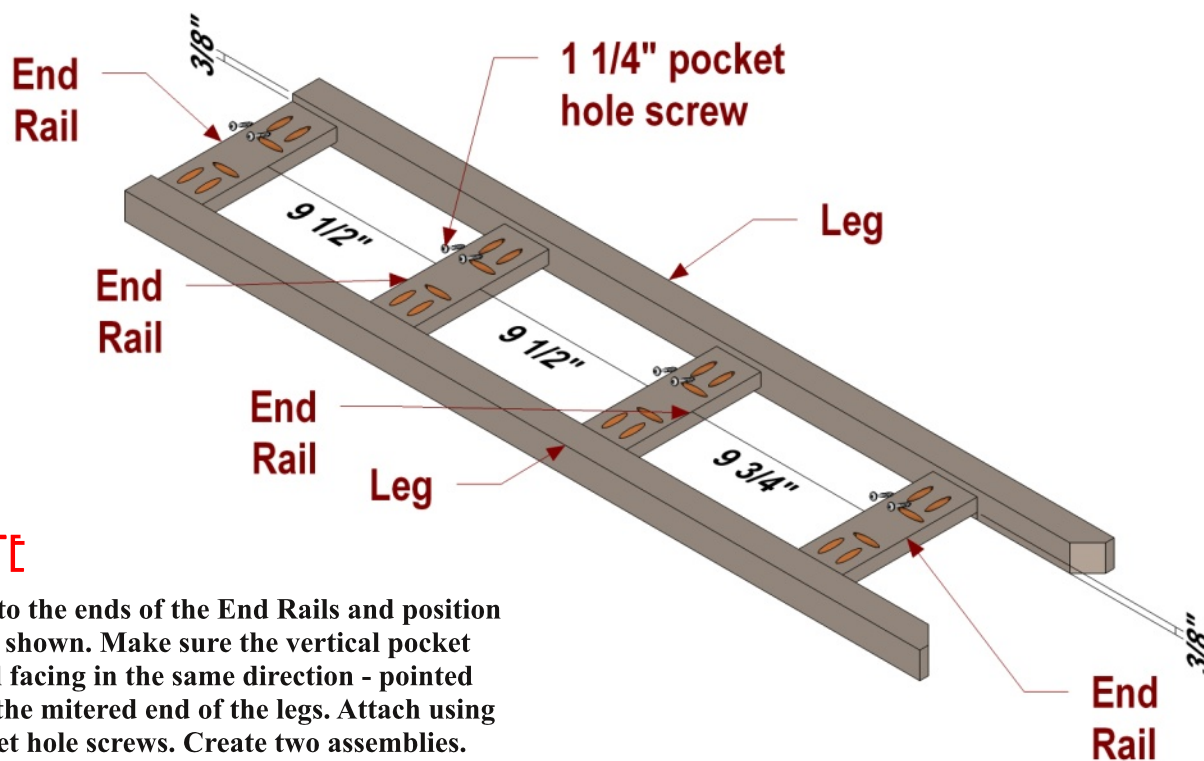 3/8"
End
Rail
1 1/4" pocket
hole screw
Leg
9 1/2"
End
Rail
9 1/2"
End
Rail
Leg
9 3/4"
to the ends of the End Rails and position
shown. Make sure the vertical pocket
facing in the same direction - pointed
the mitered end of the legs. Attach using
hole screws. Create two assemblies.
3/8"
End
Rail